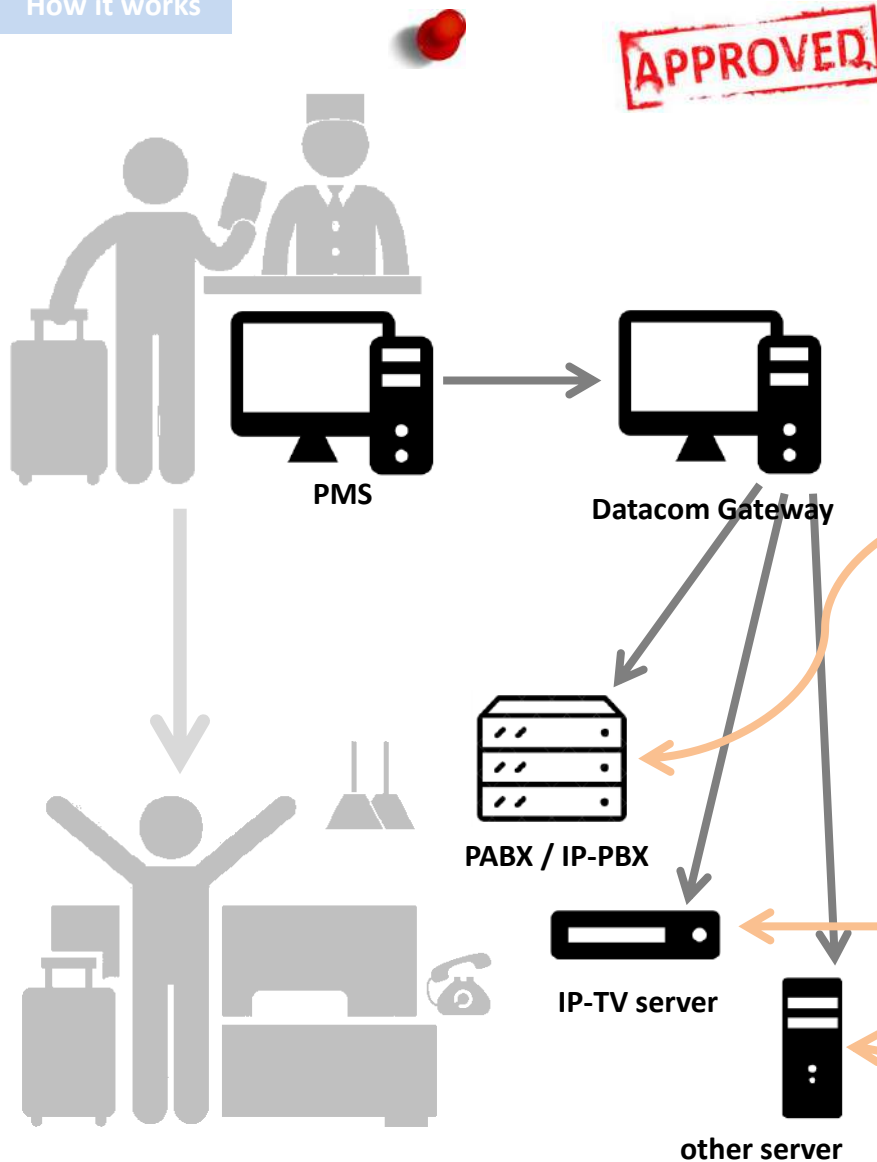 How it works
APPROVED
PMS
Datacom Gateway
PABX / IP-PBX
IP-TV server
other server